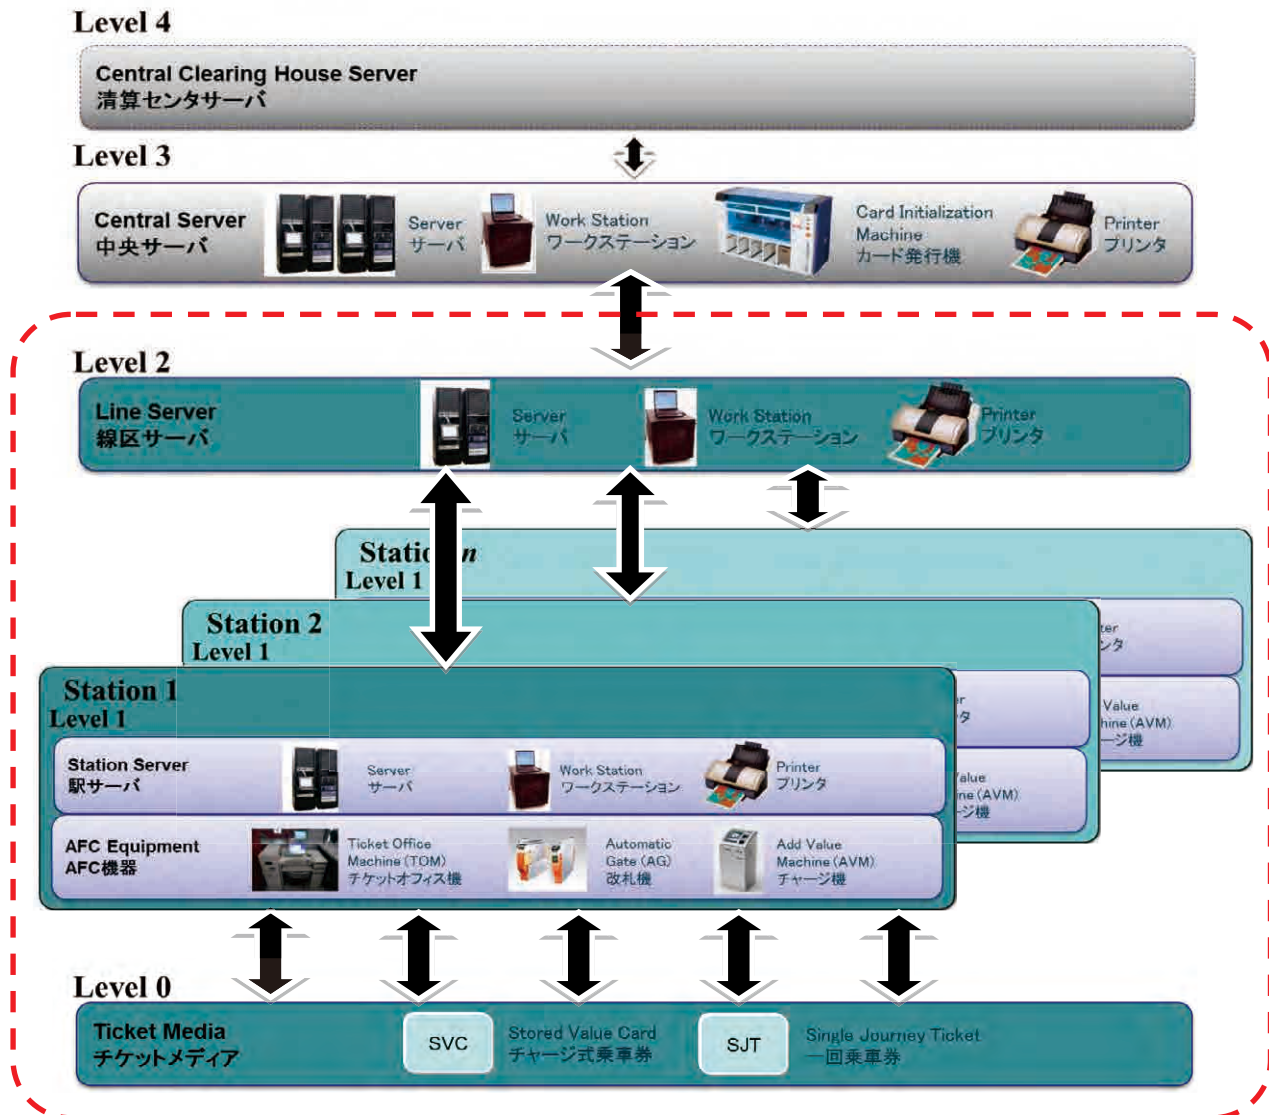 Level 4
Central Clearing House Server
清算センタサーバ
Level 3
Central Server
中央サーバ
Server
サーバ
Work Station
ワークステーション
Card Initialization
Machine
カード発行機
Printer
プリンタ
Level 2
Line Server
線区サーバ
Server
サーバ
Work Station
ワークステーション
Printer
プリンタ
n
Level 1
Station 2
Level 1
Station 1
Level 1
Station Server
駅サーバ
Server
サーバ
Work Station
ワークステーション
Printer
プリンタ
AFC Equipment
AFC機器
Ticket Office
Machine (TOM)
チケットオフィス機
Automatic
Gate (AG)
改札機
Add Value
Machine (AVM)
チャージ機
Value
(AVM)
(AVM)
Level 0
Ticket Media
チケットメディア
SVC
Stored Value Card
チャージ式乗車券
SJT
Single Journey Ticket
一回乗車券